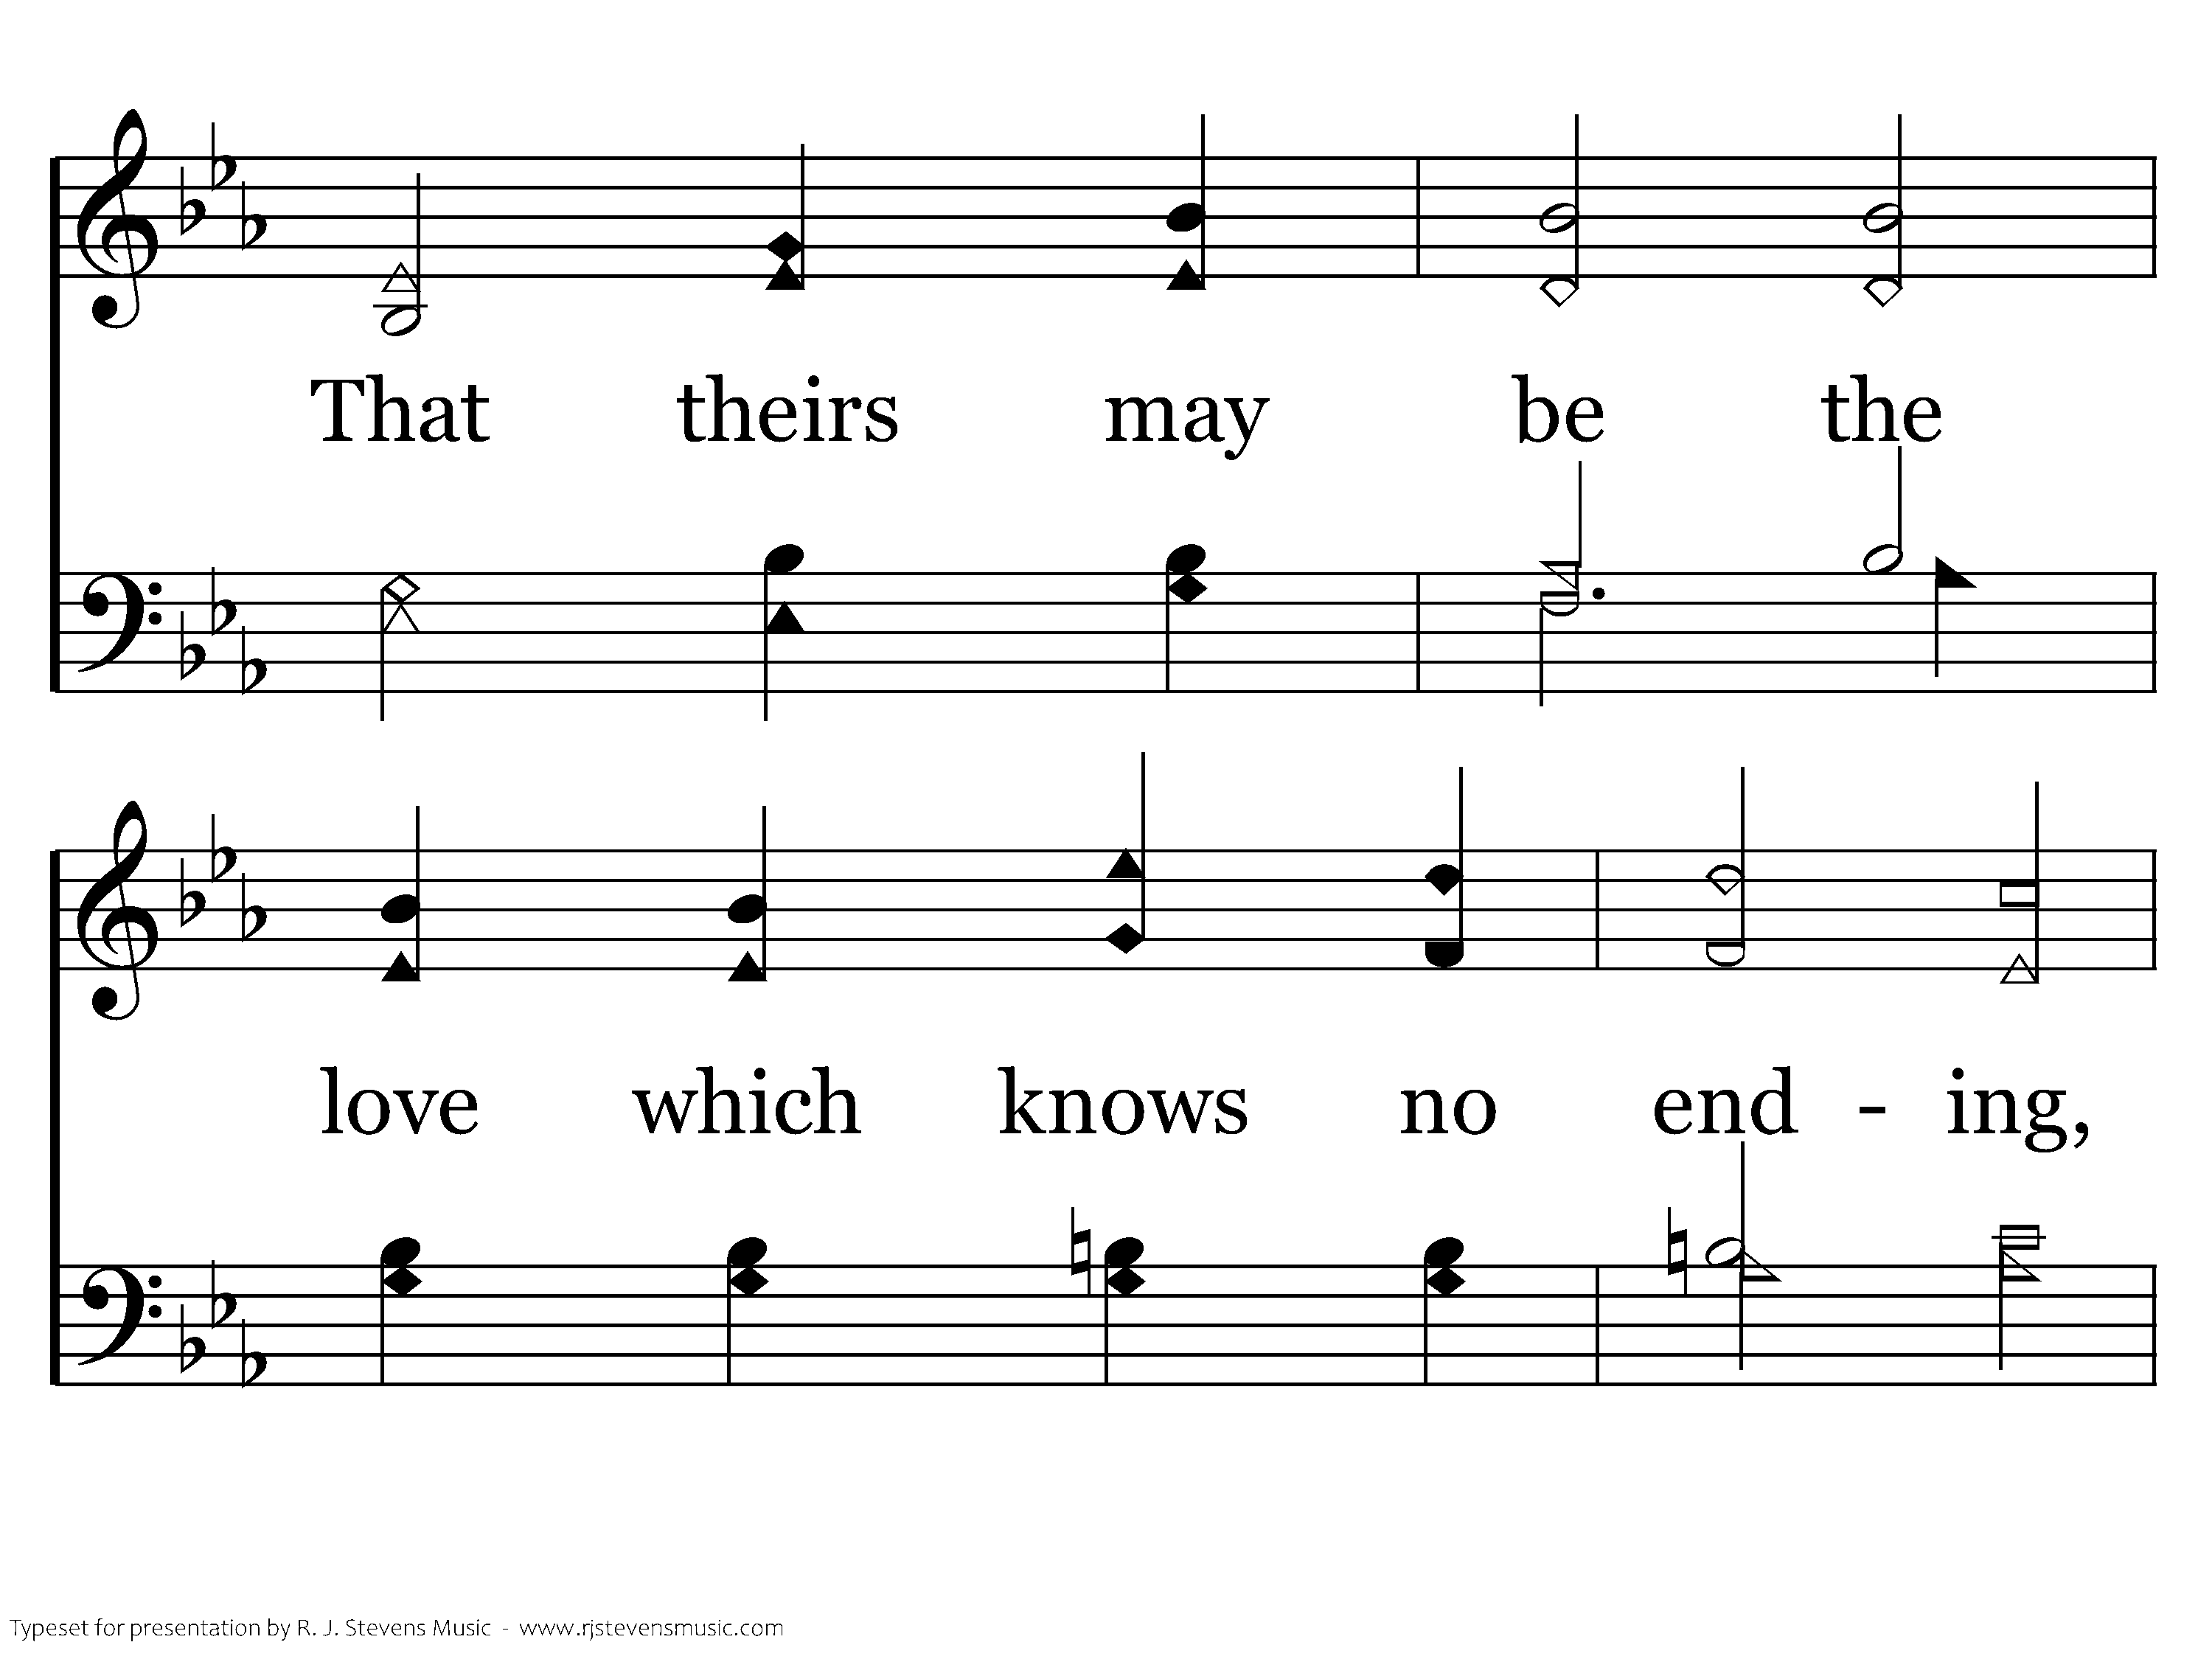 That theirs may be the
love which knows no end - ing,
Typeset for presentation by R. J. Stevens Music - www.rjstevensmusic.com